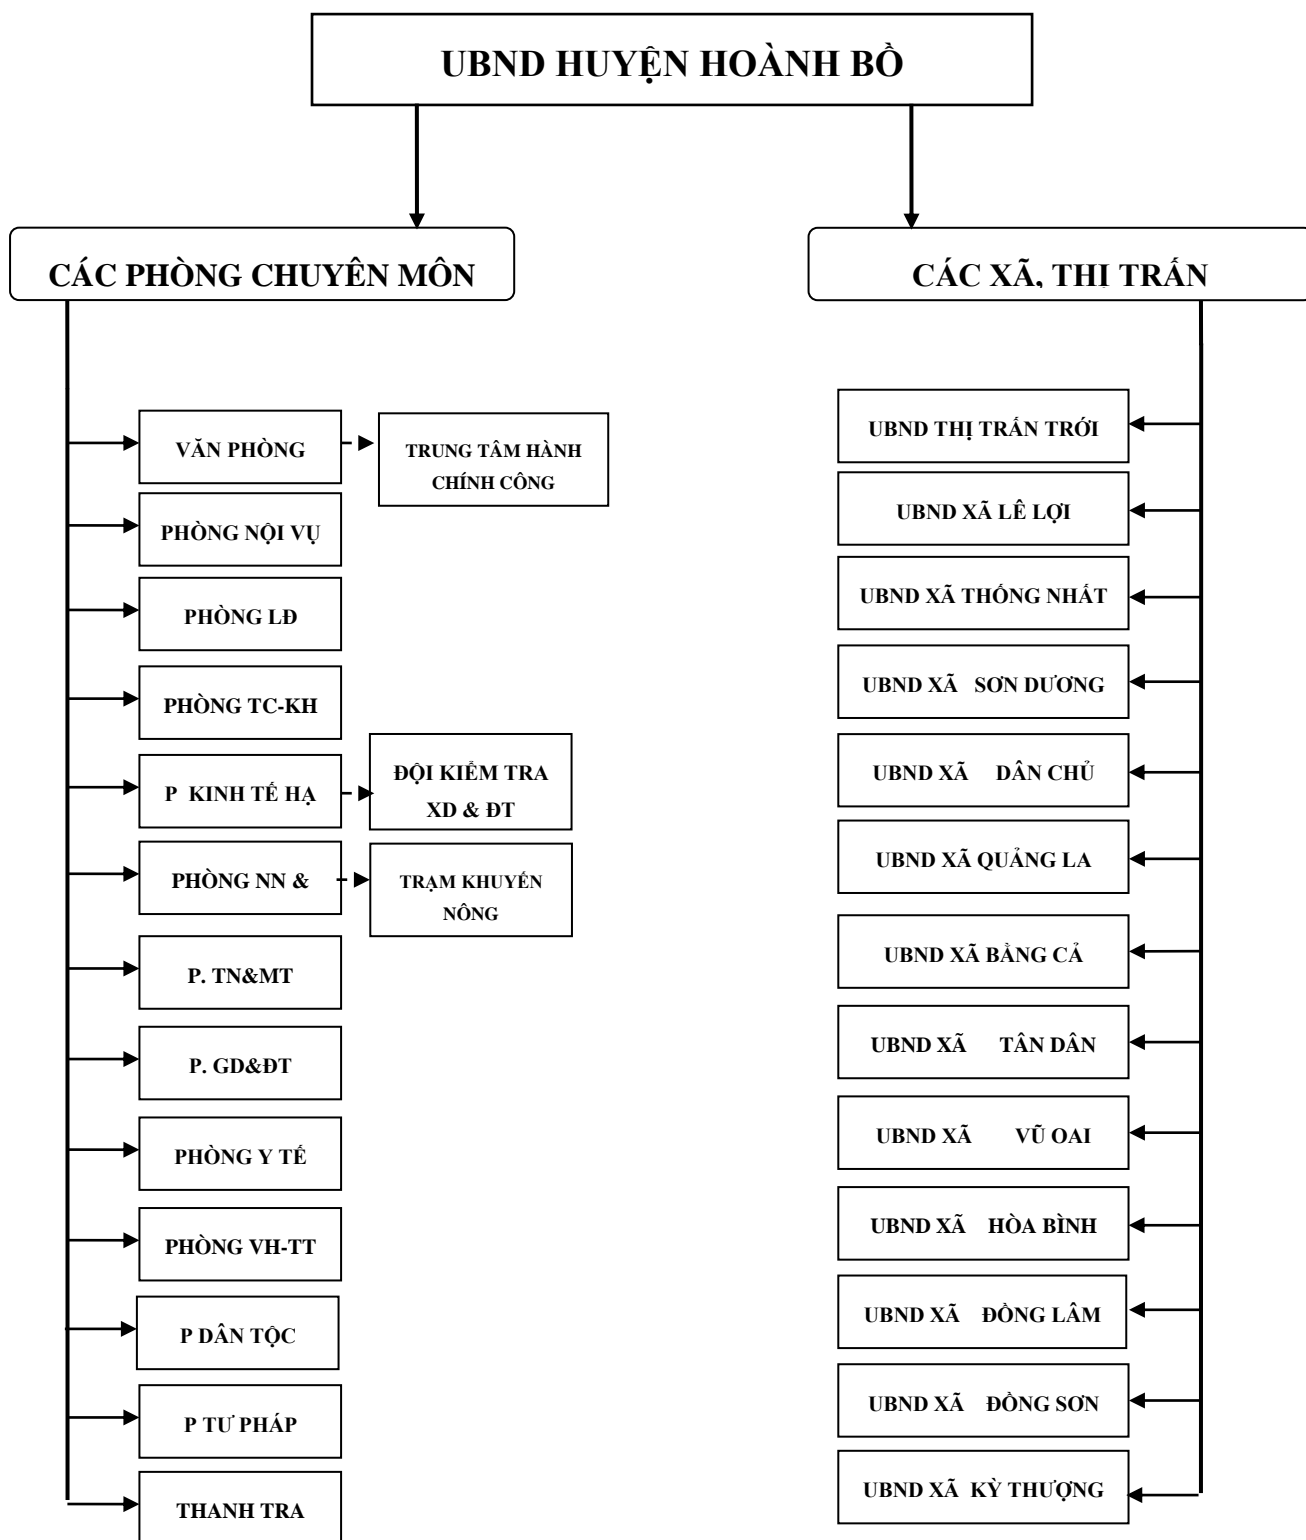 UBND HUYỆN HOÀNH BỒ
CÁC PHÒNG CHUYÊN MÔN
VĂN PHÒNG
TRUNG TÂM HÀNH
CHÍNH CÔNG
PHÒNG NỘI VỤ
PHÒNG LĐ
PHÒNG TC-KH
P KINH TẾ HẠ
ĐỘI KIỂM TRA
XD & ĐT
PHÒNG NN &
TRẠM KHUYẾN
NÔNG
P. TN&MT
P. GD&ĐT
PHÒNG Y TẾ
PHÒNG VH-TT
P DÂN TỘC
P TƯ PHÁP
THANH TRA
CÁC XÃ, THỊ TRẤN
UBND THỊ TRẤN TRỚI
UBND XÃ LÊ LỢI
UBND XÃ THỐNG NHẤT
UBND XÃ SƠN DƯƠNG
UBND XÃ DÂN CHỦ
UBND XÃ QUẢNG LA
UBND XÃ BẰNG CẢ
UBND XÃ TÂN DÂN
UBND XÃ VŨ OAI
UBND XÃ HÒA BÌNH
UBND XÃ ĐỒNG LÂM
UBND XÃ ĐỒNG SƠN
UBND XÃ KỲ THƯỢNG